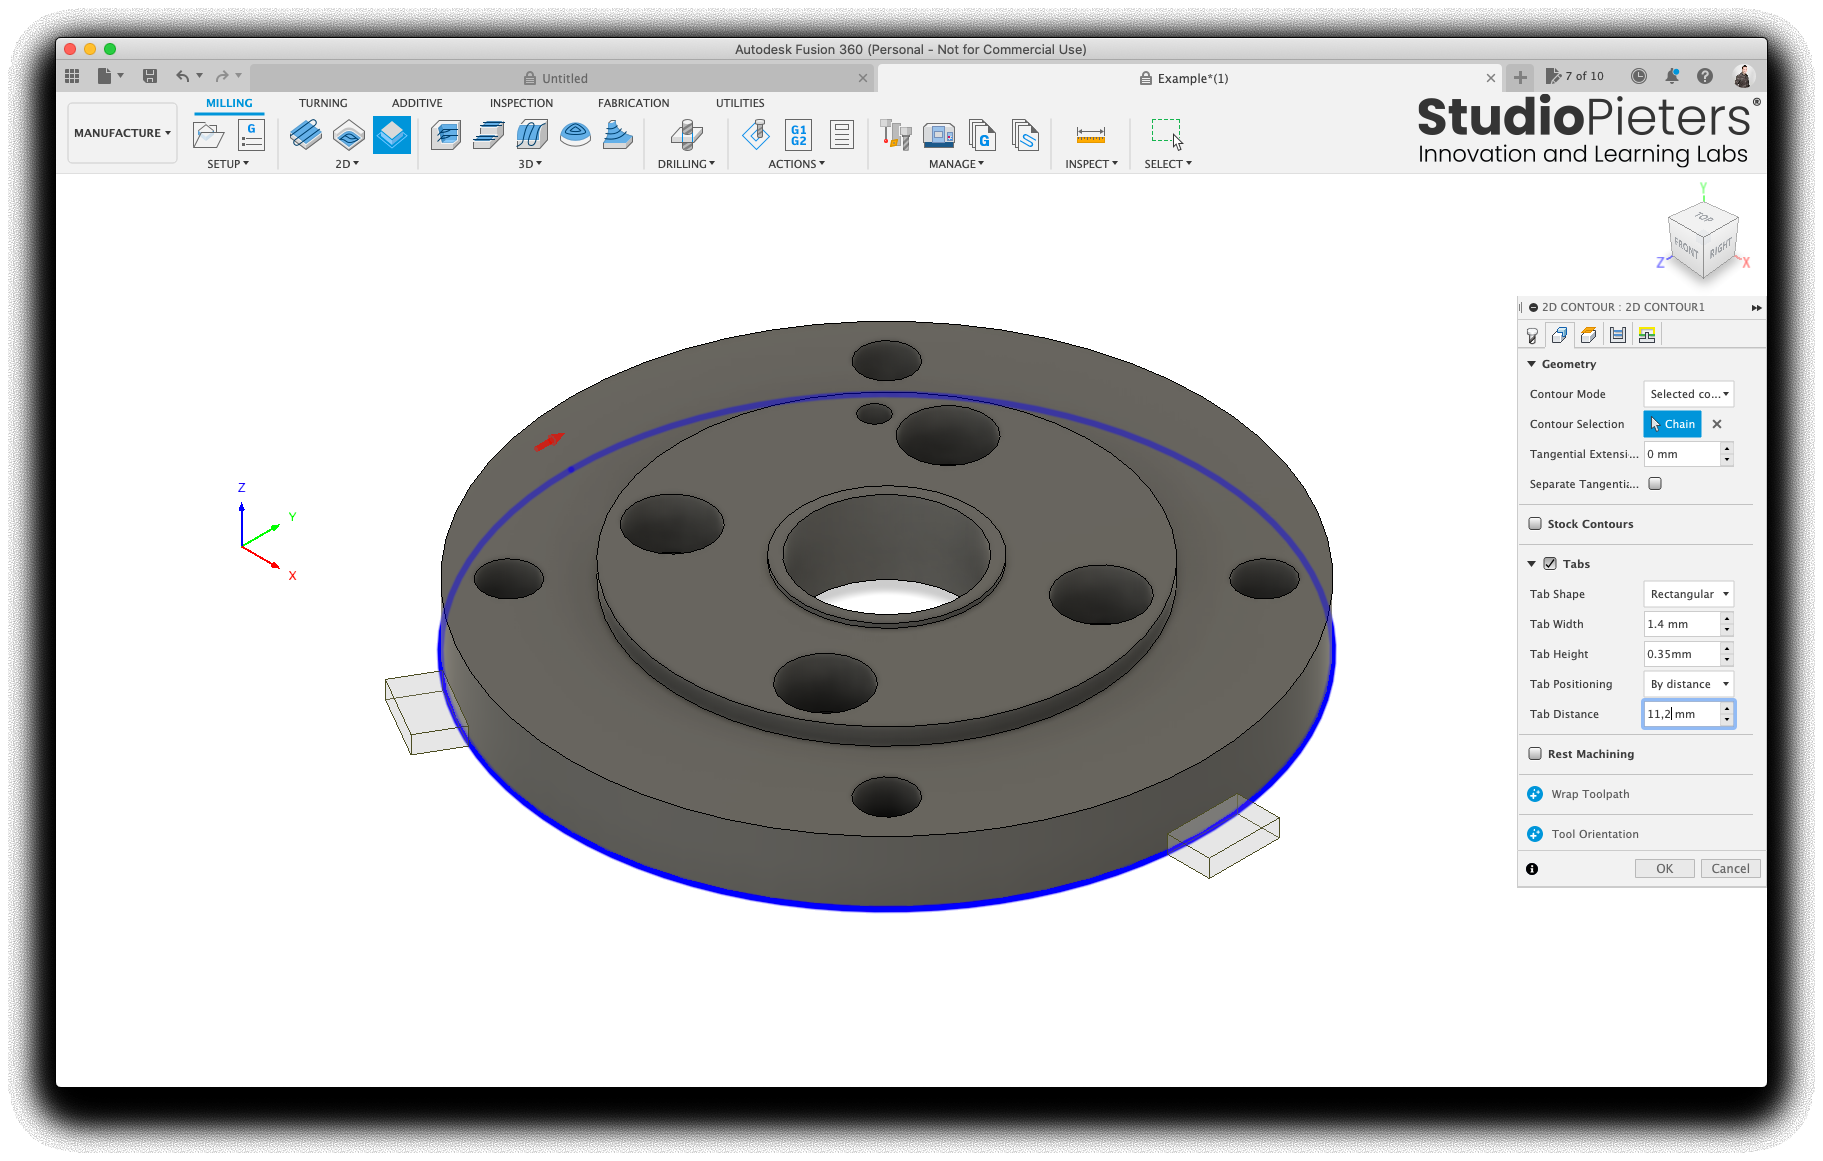 Autodesk Fusion 360 (Personal – Not for Commercial Use)
Untitled
Example*(1)
7 of 10
MILLING TURNING ADDITIVE INSPECTION FABRICATION UTILITIES
MANUFACTURE
G
G1
G2
G
SETUP 2D 3D DRILLING ACTIONS MANAGE INSPECT SELECT
StudioPieters®
Innovation and Learning Labs
Y
TOP
FRONT RIGHT
Z X
2D CONTOUR : 2D CONTOUR1
Geometry
Contour Mode Selected co...
Contour Selection Chain
Tangential Extensi... 0 mm
Separate Tangentia...
Stock Contours
Tabs
Tab Shape Rectangular
Tab Width 1.4 mm
Tab Height 0.35mm
Tab Positioning By distance
Tab Distance 11,2 mm
Rest Machining
Wrap Toolpath
Tool Orientation
OK Cancel
Z
Y
X